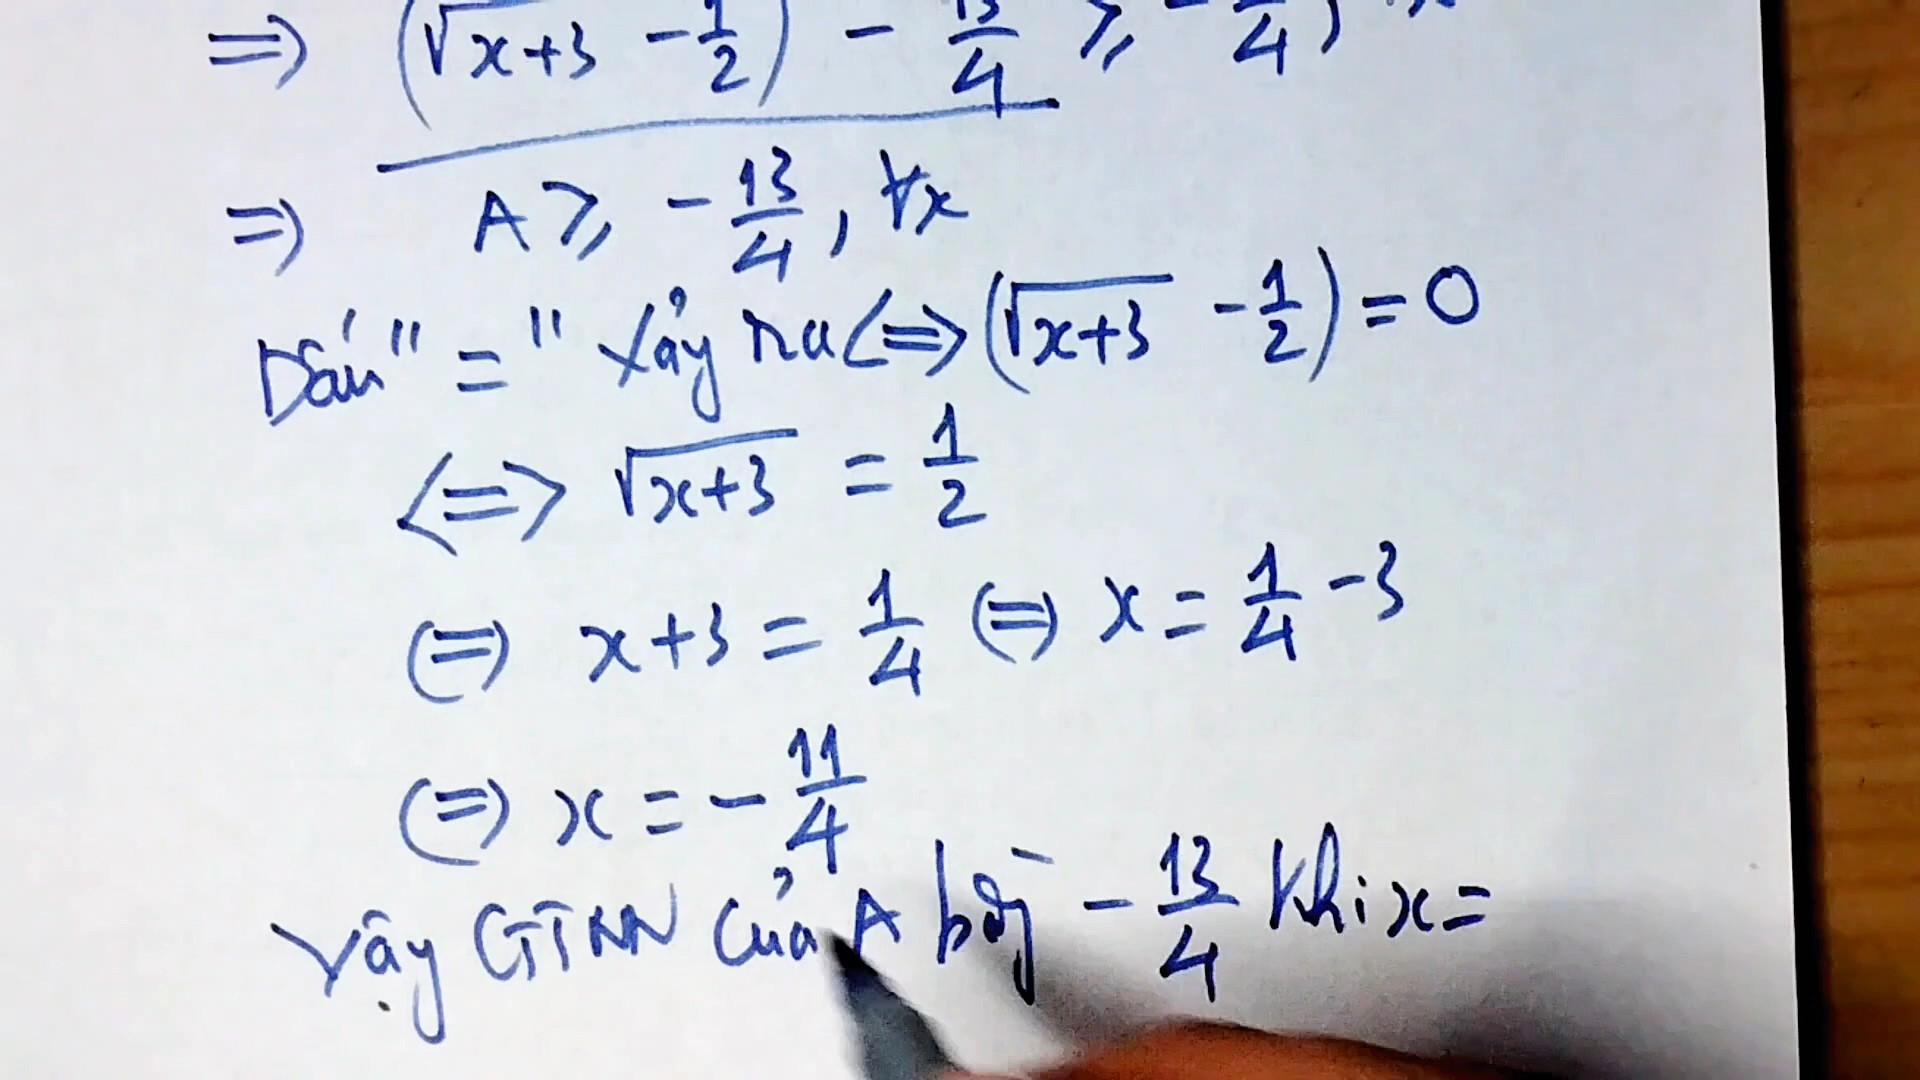 => (√x+3 - 1/2) - 13/4 ⩾ - 13/4, ∀x
=> A ⩾ - 13/4, ∀x
Dấu "=" xảy ra <=> (√x+3 - 1/2) = 0
<=> √x+3 = 1/2
(=) x+3 = 1/4 (=) x = 1/4 - 3
(=) x = - 11/4
Vậy GTNN của A bằng - 13/4 khi x =